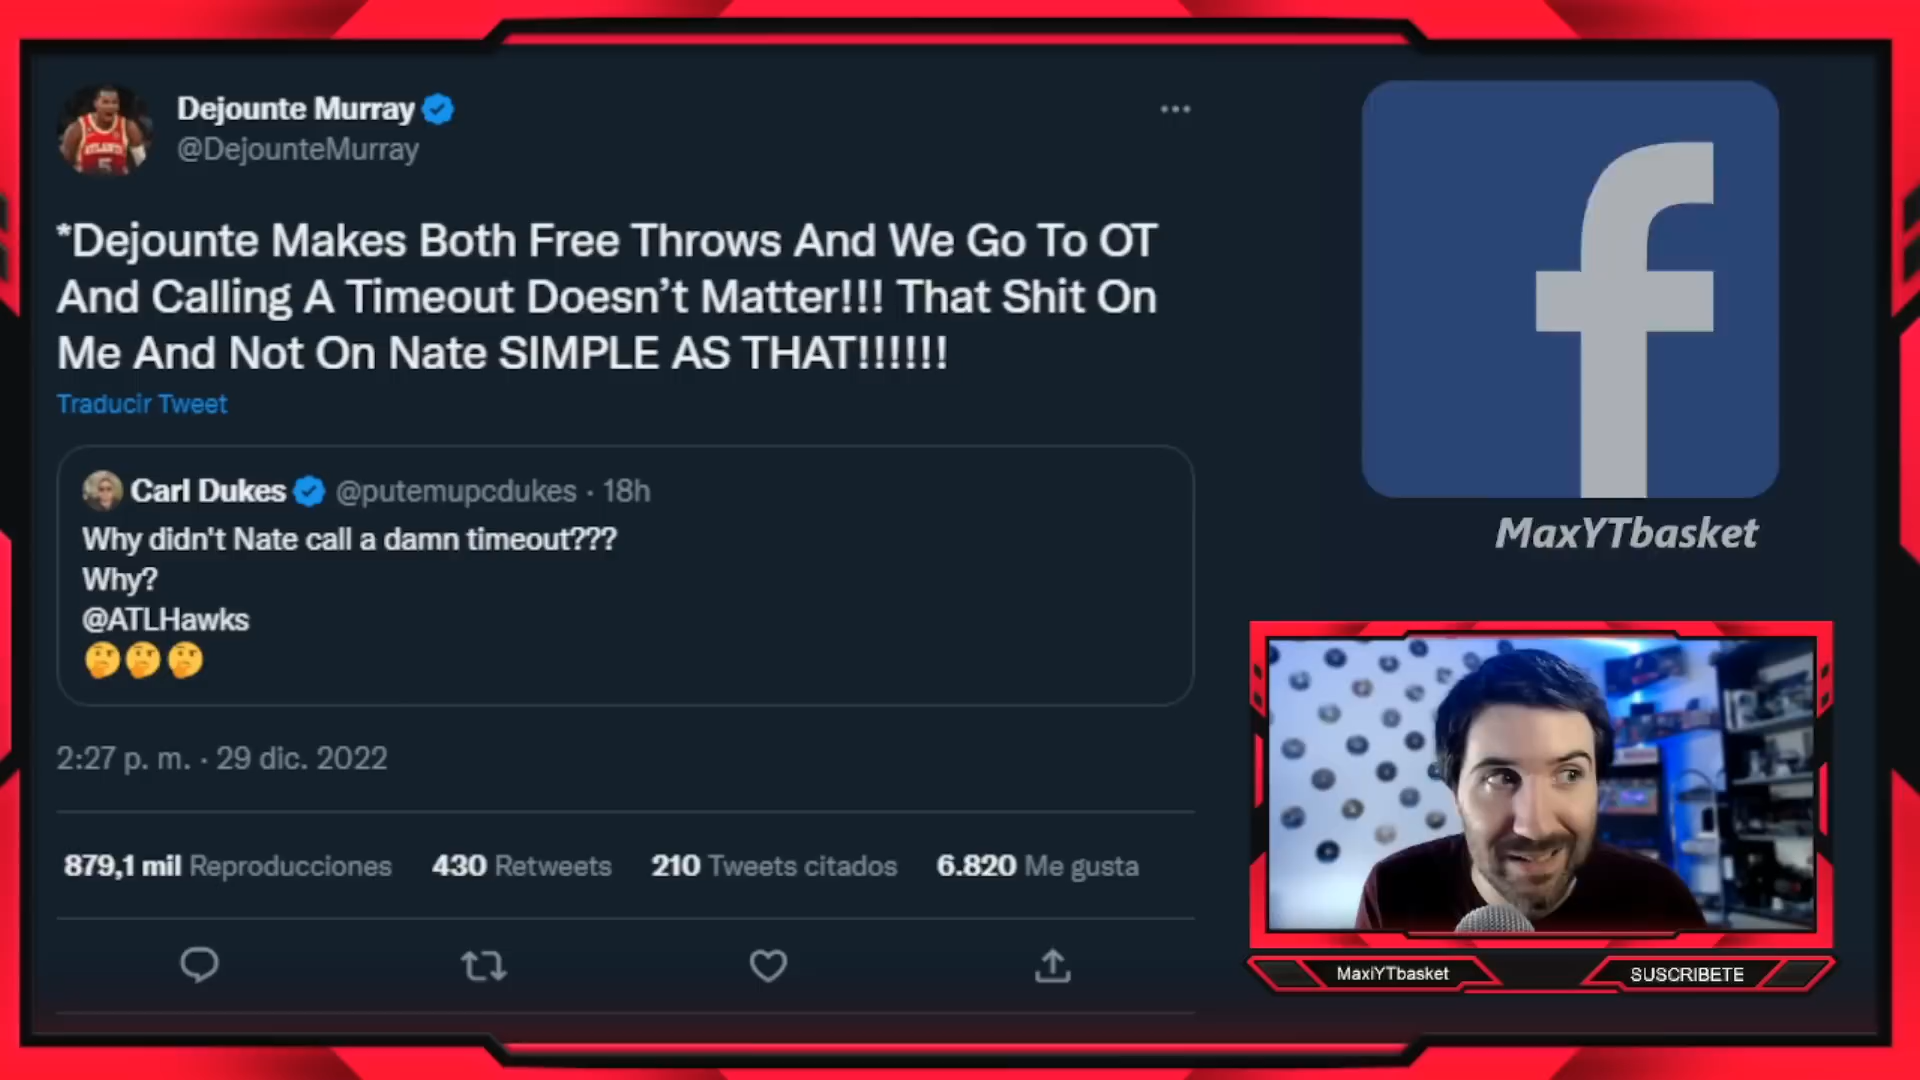 Dejounte Murray
@DejounteMurray
*Dejounte Makes Both Free Throws And We Go To OT
And Calling A Timeout Doesn’t Matter!!! That Shit On
Me And Not On Nate SIMPLE AS THAT!!!!!!
Traducir Tweet
Carl Dukes @putemupcdukes · 18h
Why didn't Nate call a damn timeout???
Why?
@ATLHawks
🤔🤔🤔
2:27 p. m. · 29 dic. 2022
879,1 mil Reproducciones 430 Retweets 210 Tweets citados 6.820 Me gusta
f
MaxYTbasket
MaxiYTbasket
SUSCRIBETE
ATLANTA
5